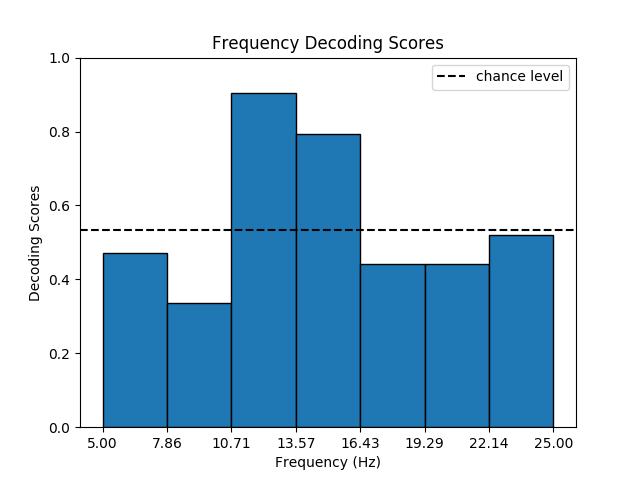 Frequency Decoding Scores
chance level
1.0
0.8
0.6
0.4
0.2
0.0
Decoding Scores
5.00 7.86 10.71 13.57 16.43 19.29 22.14 25.00
Frequency (Hz)